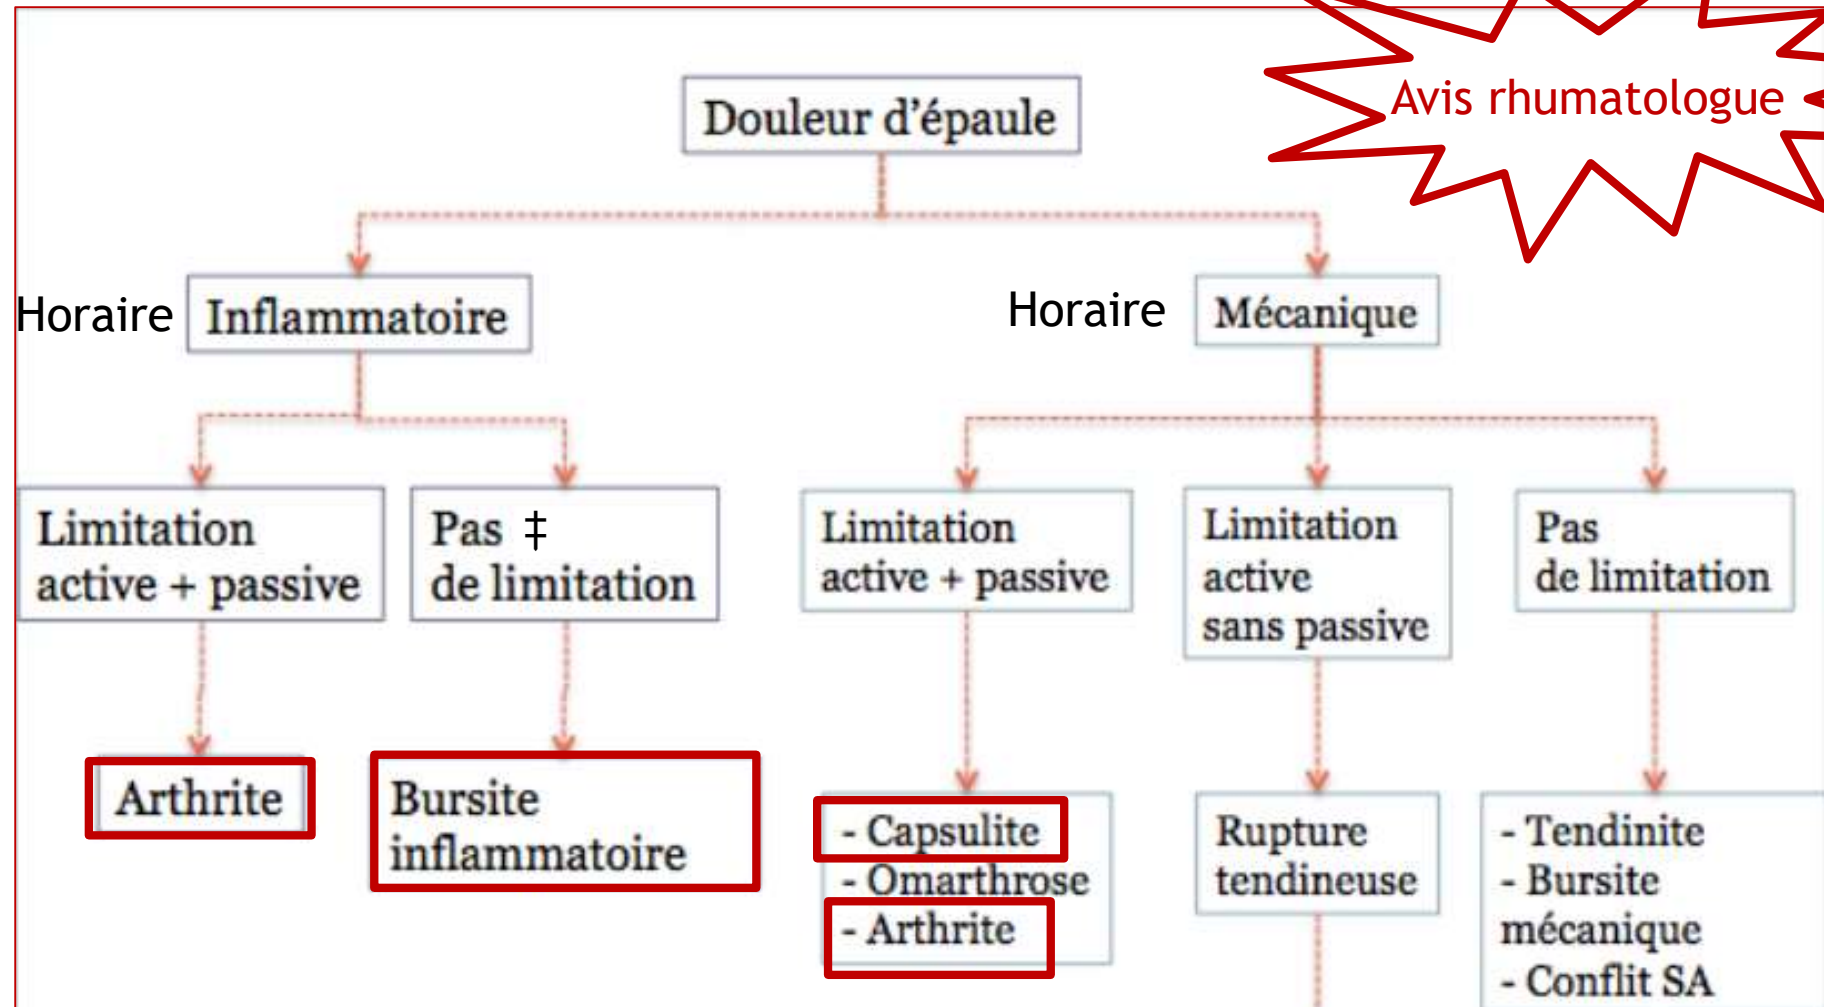 Avis rhumatologue
Douleur d'épaule
Horaire
Inflammatoire
Horaire
Mécanique
Limitation
active + passive
Pas ‡
de limitation
Limitation
active + passive
Limitation
active
sans passive
Pas
de limitation
Arthrite
Bursite
inflammatoire
- Capsulite
- Omarthrose
- Arthrite
Rupture
tendineuse
- Tendinite
- Bursite
mécanique
- Conflit SA